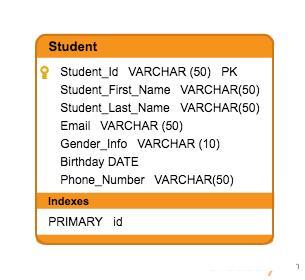 Student
Student_Id VARCHAR (50) PK
Student_First_Name VARCHAR(50)
Student_Last_Name VARCHAR(50)
Email VARCHAR (50)
Gender_Info VARCHAR (10)
Birthday DATE
Phone_Number VARCHAR(50)
Indexes
PRIMARY id